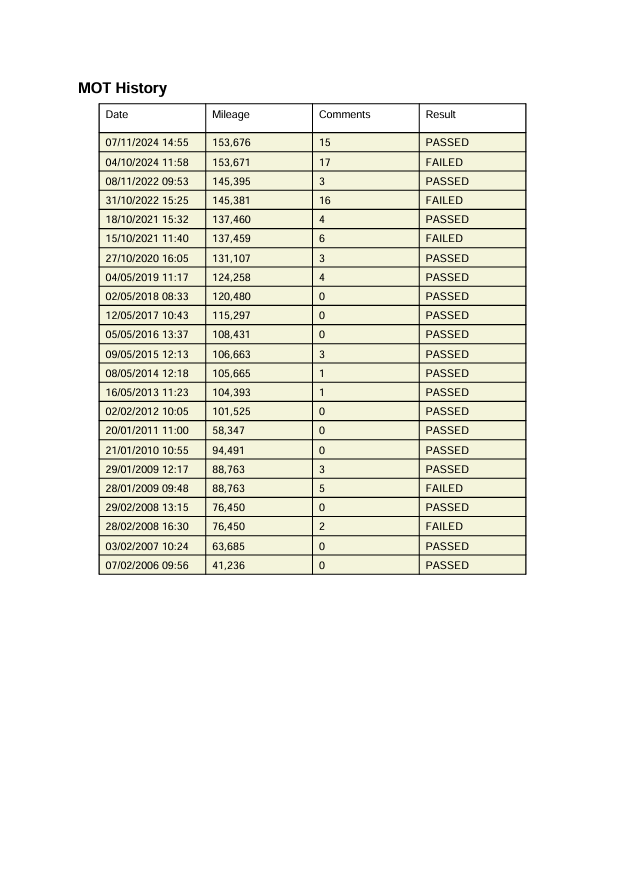 MOT History
Date Mileage Comments Result
07/11/2024 14:55 153,676 15 PASSED
04/10/2024 11:58 153,671 17 FAILED
08/11/2022 09:53 145,395 3 PASSED
31/10/2022 15:25 145,381 16 FAILED
18/10/2021 15:32 137,460 4 PASSED
15/10/2021 11:40 137,459 6 FAILED
27/10/2020 16:05 131,107 3 PASSED
04/05/2019 11:17 124,258 4 PASSED
02/05/2018 08:33 120,480 0 PASSED
12/05/2017 10:43 115,297 0 PASSED
05/05/2016 13:37 108,431 0 PASSED
09/05/2015 12:13 106,663 3 PASSED
08/05/2014 12:18 105,665 1 PASSED
16/05/2013 11:23 104,393 1 PASSED
02/02/2012 10:05 101,525 0 PASSED
20/01/2011 11:00 58,347 0 PASSED
21/01/2010 10:55 94,491 0 PASSED
29/01/2009 12:17 88,763 3 PASSED
28/01/2009 09:48 88,763 5 FAILED
29/02/2008 13:15 76,450 0 PASSED
28/02/2008 16:30 76,450 2 FAILED
03/02/2007 10:24 63,685 0 PASSED
07/02/2006 09:56 41,236 0 PASSED